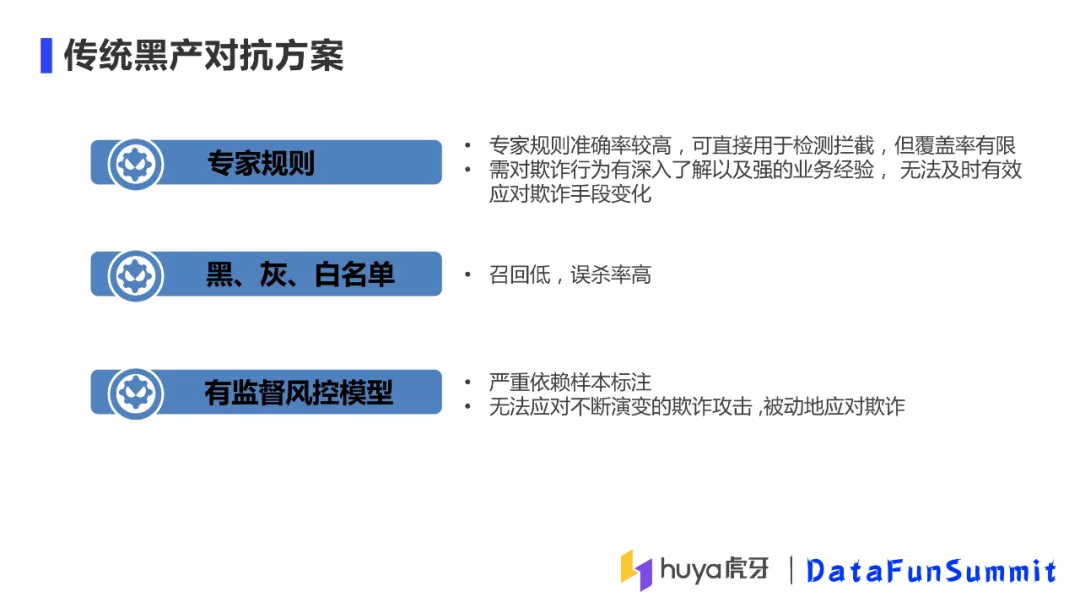 传统黑产对抗方案
专家规则
• 专家规则准确率较高，可直接用于检测拦截，但覆盖率有限
• 需对欺诈行为有深入了解以及强的业务经验， 无法及时有效
应对欺诈手段变化
黑、灰、白名单
• 召回低，误杀率高
有监督风控模型
• 严重依赖样本标注
• 无法应对不断演变的欺诈攻击 ,被动地应对欺诈
huya虎牙 | DataFunSummit